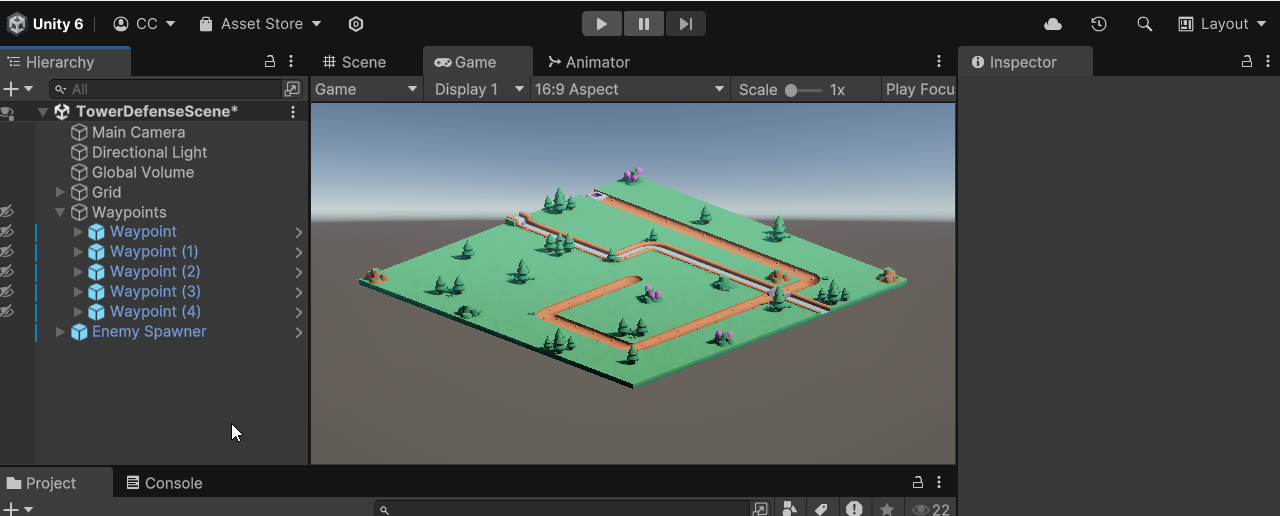 Unity 6 CC Asset Store Layout
Hierarchy Scene Game Animator Inspector
All Game Display 1 16:9 Aspect Scale 1x Play Focu
TowerDefenseScene*
Main Camera
Directional Light
Global Volume
Grid
Waypoints
Waypoint
Waypoint (1)
Waypoint (2)
Waypoint (3)
Waypoint (4)
Enemy Spawner
Project Console
22